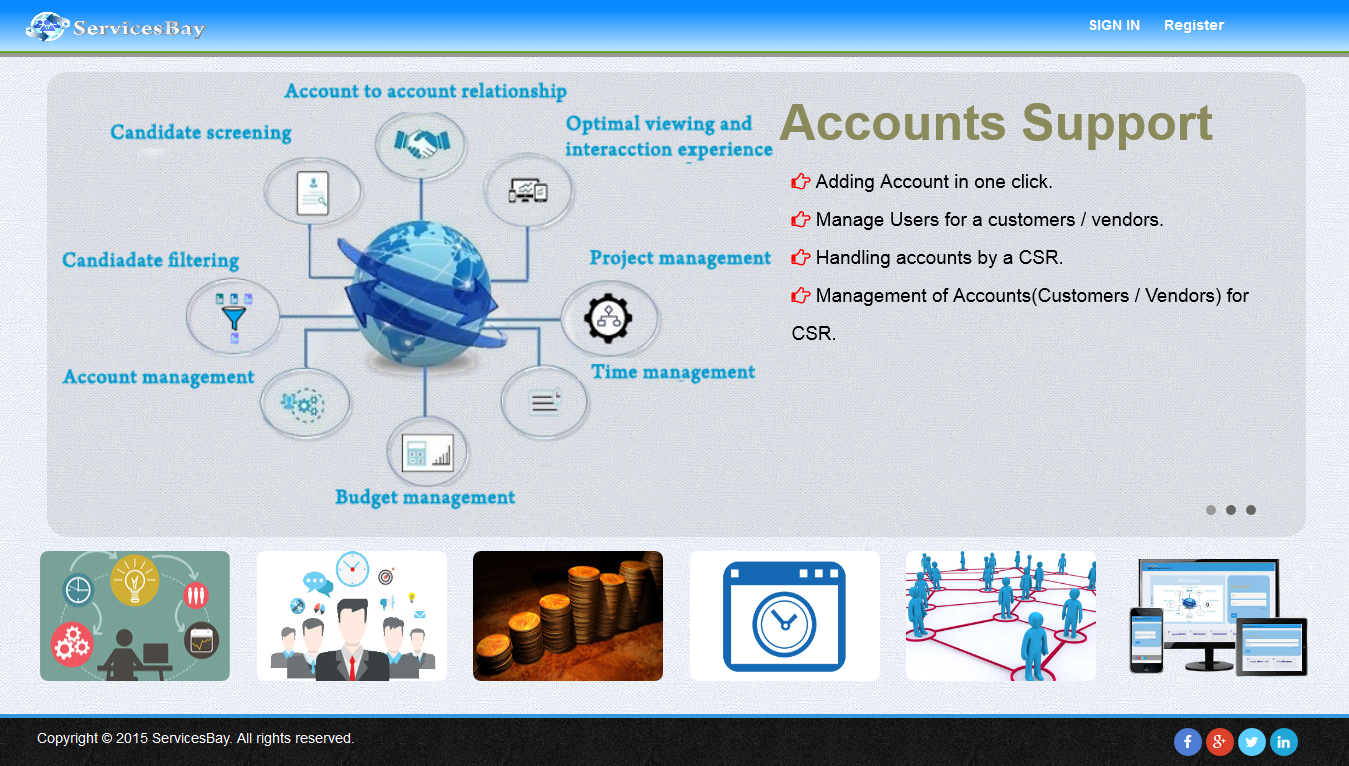 ServicesBay
SIGN IN Register
Account to account relationship
Candidate screening
Optimal viewing and
interacction experience
Candiadate filtering
Project management
Account management
Time management
Budget management
Accounts Support
Adding Account in one click.
Manage Users for a customers / vendors.
Handling accounts by a CSR.
Management of Accounts(Customers / Vendors) for
CSR.
Copyright © 2015 ServicesBay. All rights reserved.